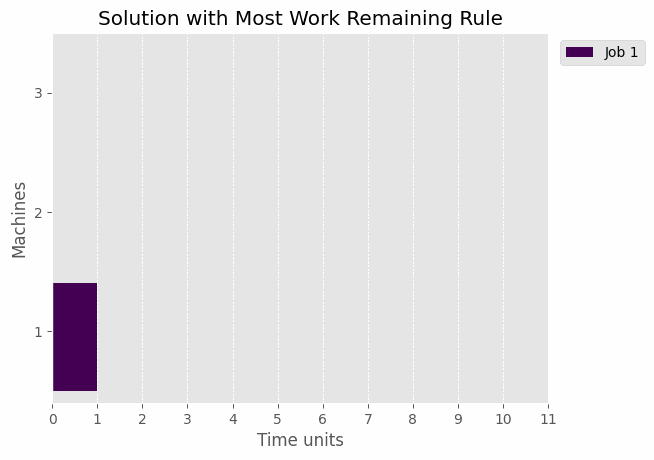 Solution with Most Work Remaining Rule
Job 1
Machines
3
2
1
0 1 2 3 4 5 6 7 8 9 10 11
Time units